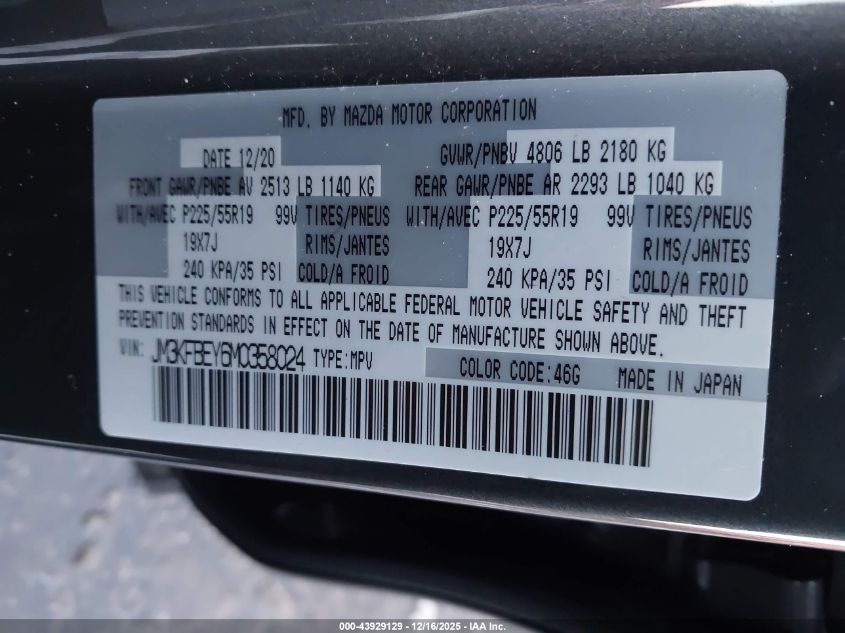 MFD. BY MAZDA MOTOR CORPORATION
DATE 12/20 GVWR/PNBV 4806 LB 2180 KG
FRONT GAWR/PNBE AV 2513 LB 1140 KG REAR GAWR/PNBE AR 2293 LB 1040 KG
WITH/AVEC P225/55R19 99V TIRES/PNEUS WITH/AVEC P225/55R19 99V TIRES/PNEUS
19X7J RIMS/JANTES 19X7J RIMS/JANTES
240 KPA/35 PSI COLD/A FROID 240 KPA/35 PSI COLD/A FROID
THIS VEHICLE CONFORMS TO ALL APPLICABLE FEDERAL MOTOR VEHICLE SAFETY AND THEFT
PREVENTION STANDARDS IN EFFECT ON THE DATE OF MANUFACTURE SHOWN ABOVE.
VIN: JM3KFBEY6M0358024 TYPE:MPV COLOR CODE:46G MADE IN JAPAN
000-43929129 - 12/16/2025 - IAA Inc.